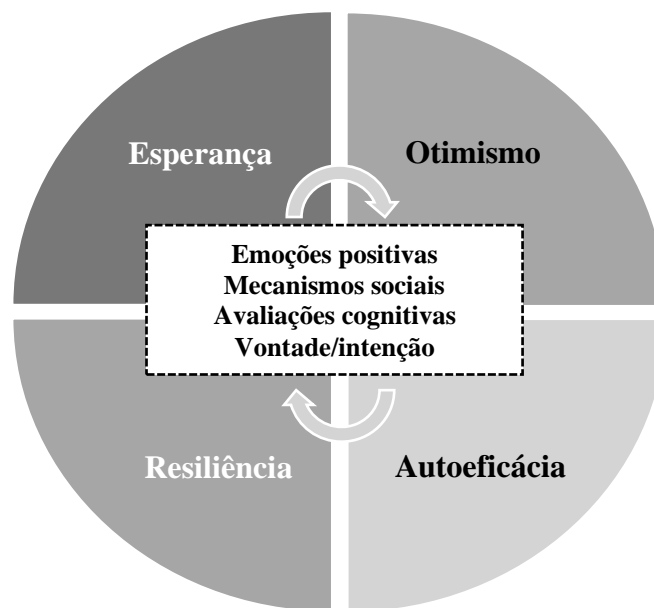 Esperança
Otimismo
Emoções positivas
Mecanismos sociais
Avaliações cognitivas
Vontade/intenção
Resiliência
Autoeficácia